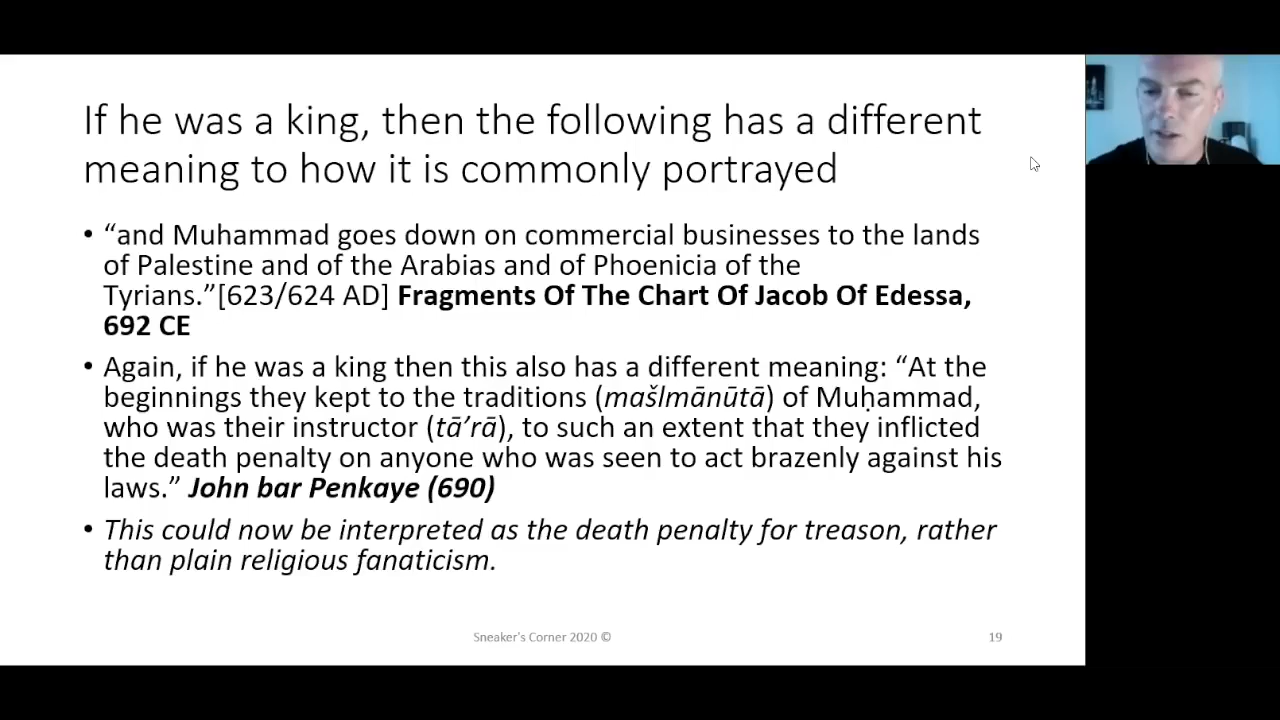 If he was a king, then the following has a different
meaning to how it is commonly portrayed
• “and Muhammad goes down on commercial businesses to the lands
of Palestine and of the Arabias and of Phoenicia of the
Tyrians.”[623/624 AD] Fragments Of The Chart Of Jacob Of Edessa,
692 CE
• Again, if he was a king then this also has a different meaning: “At the
beginnings they kept to the traditions (mašlmānūtā) of Muḥammad,
who was their instructor (tā’rā), to such an extent that they inflicted
the death penalty on anyone who was seen to act brazenly against his
laws.” John bar Penkaye (690)
• This could now be interpreted as the death penalty for treason, rather
than plain religious fanaticism.
Sneaker’s Corner 2020 ©
19